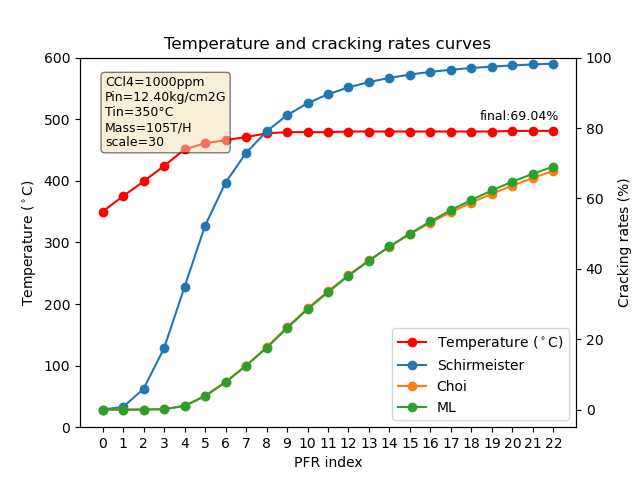 Temperature and cracking rates curves
600
500
400
300
200
100
0
Temperature (°C)
CCl4=1000ppm
Pin=12.40kg/cm2G
Tin=350°C
Mass=105T/H
scale=30
final:69.04%
100
80
60
40
20
0
Cracking rates (%)
Temperature (°C)
Schirmeister
Choi
ML
0 1 2 3 4 5 6 7 8 9 10 11 12 13 14 15 16 17 18 19 20 21 22
PFR index